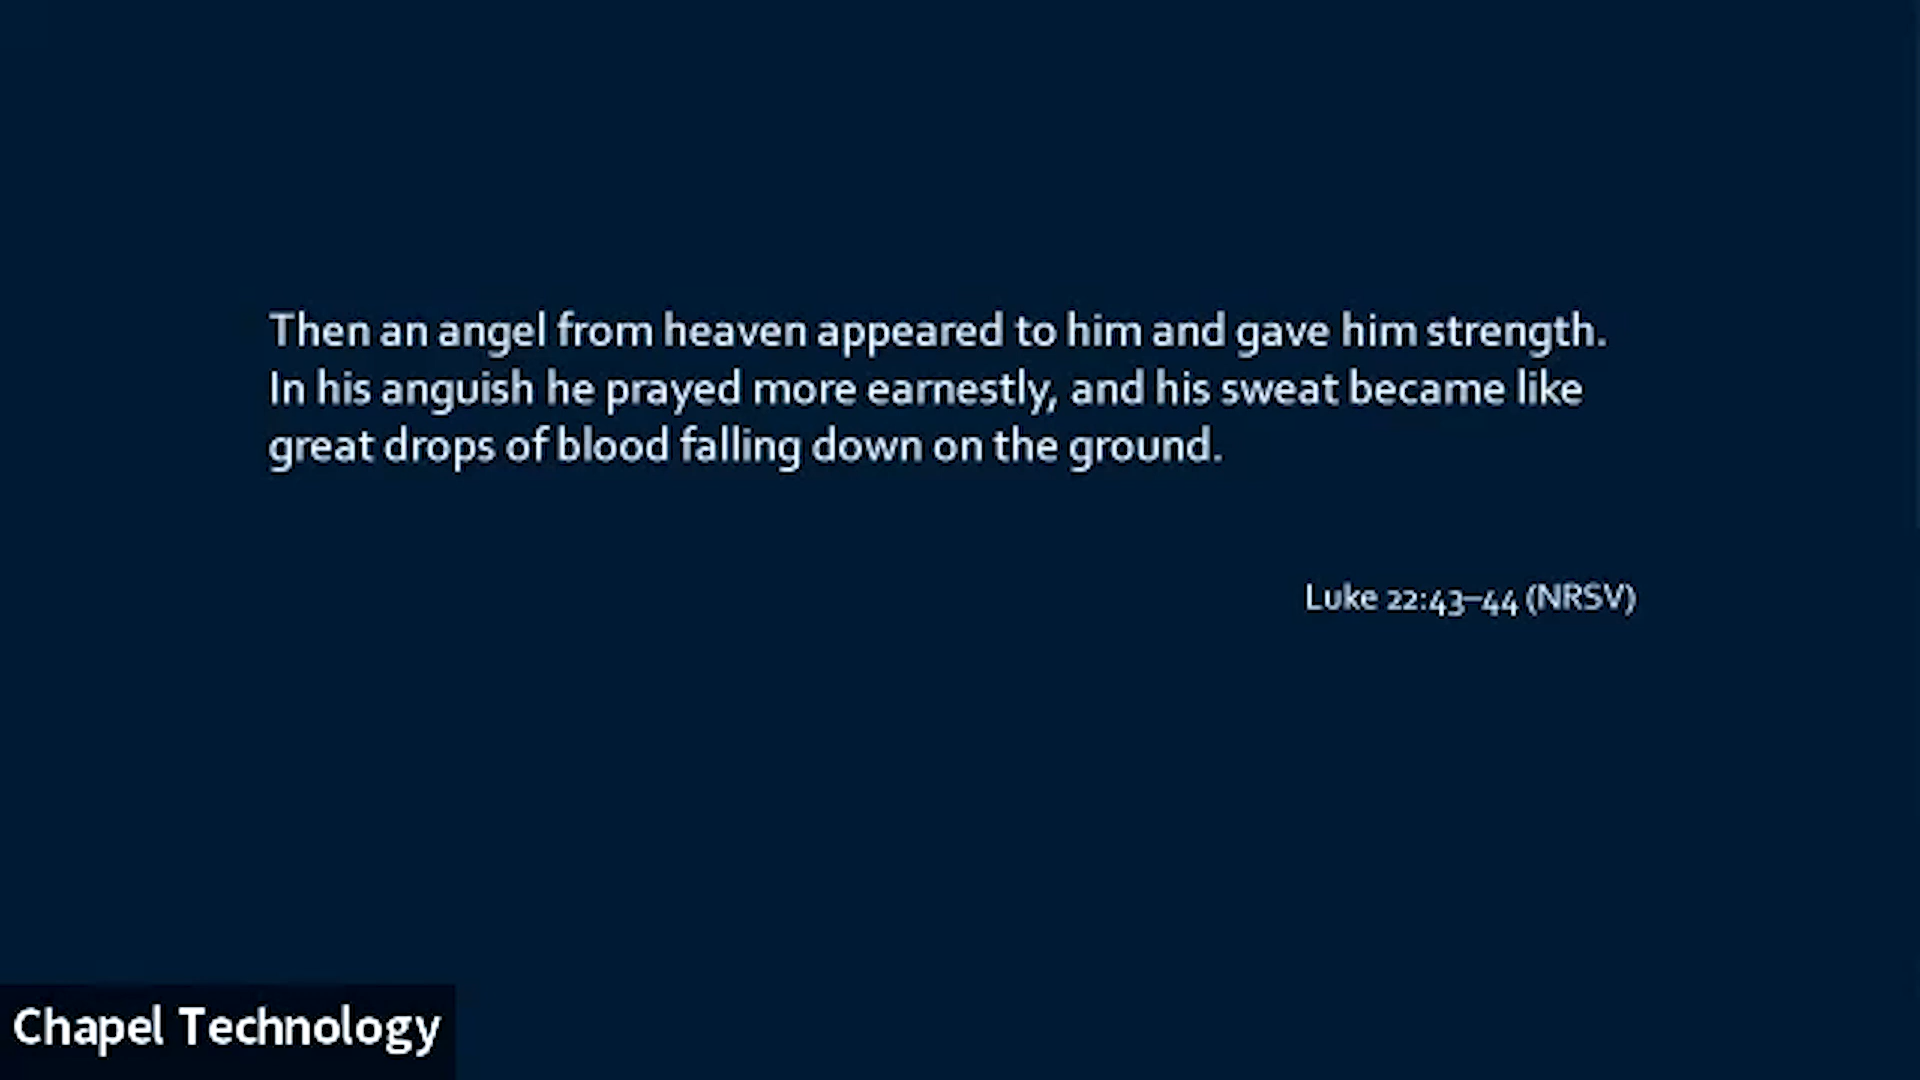 Then an angel from heaven appeared to him and gave him strength.
In his anguish he prayed more earnestly, and his sweat became like
great drops of blood falling down on the ground.
Luke 22:43–44 (NRSV)
Chapel Technology